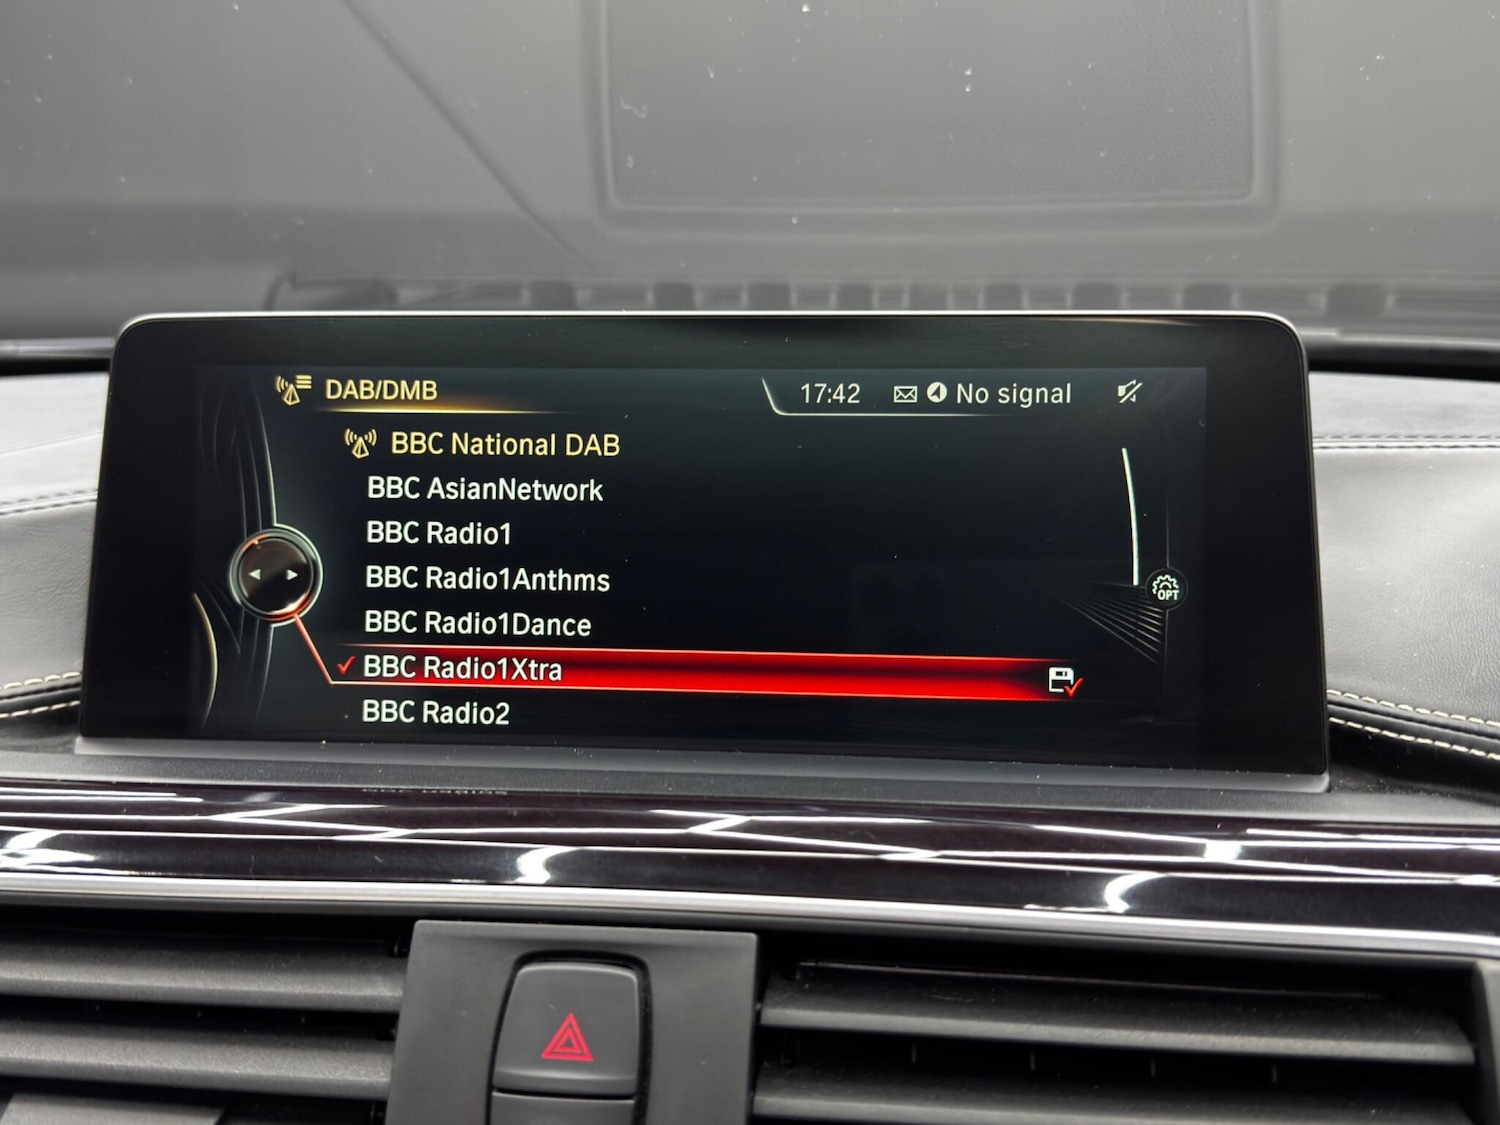 DAB/DMB
17:42 No signal
BBC National DAB
BBC AsianNetwork
BBC Radio1
BBC Radio1Anthms
BBC Radio1Dance
BBC Radio1Xtra
OPT
BBC Radio2